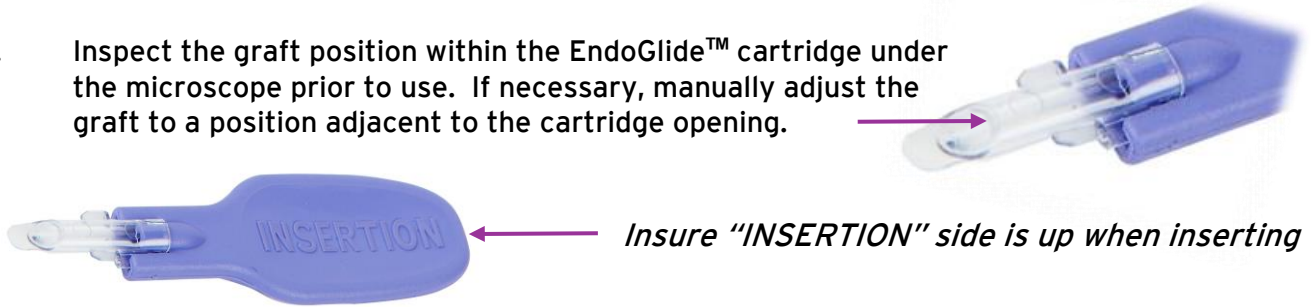 Inspect the graft position within the EndoGlide™ cartridge under
the microscope prior to use.  If necessary, manually adjust the
graft to a position adjacent to the cartridge opening.
INSERTION
Insure "INSERTION" side is up when inserting